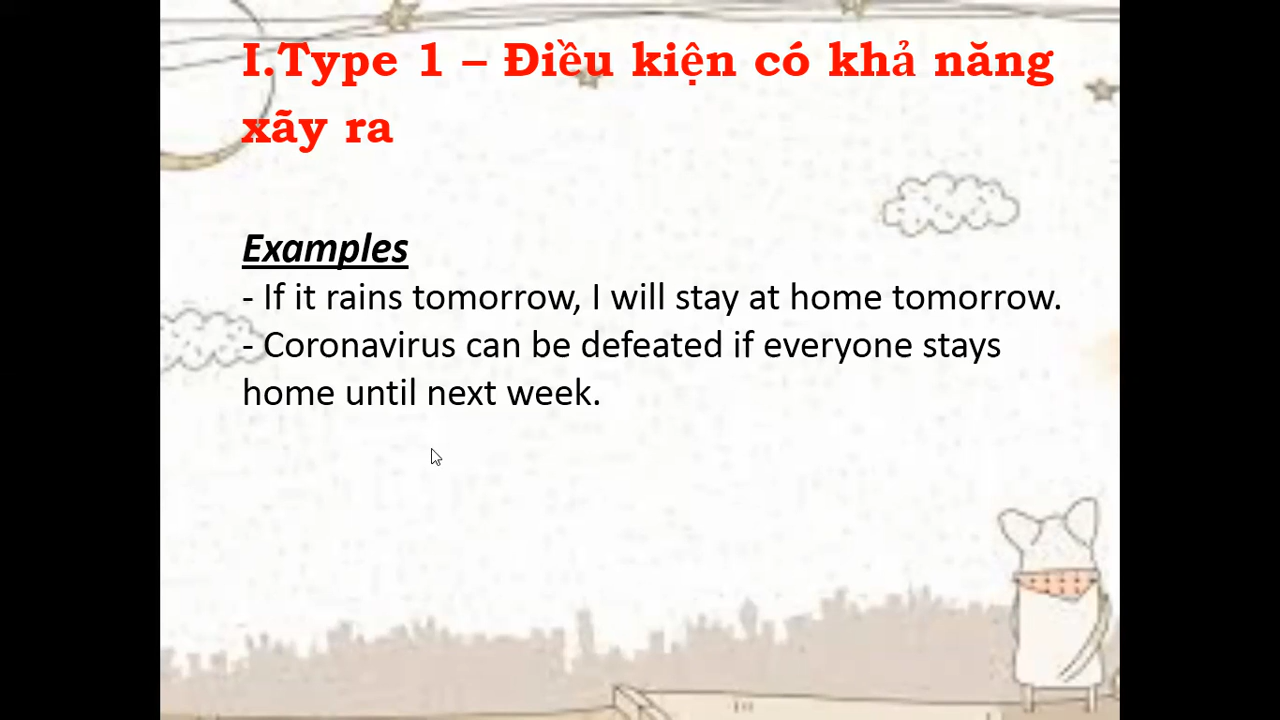 I.Type 1 – Điều kiện có khả năng
xãy ra
Examples
- If it rains tomorrow, I will stay at home tomorrow.
- Coronavirus can be defeated if everyone stays
home until next week.